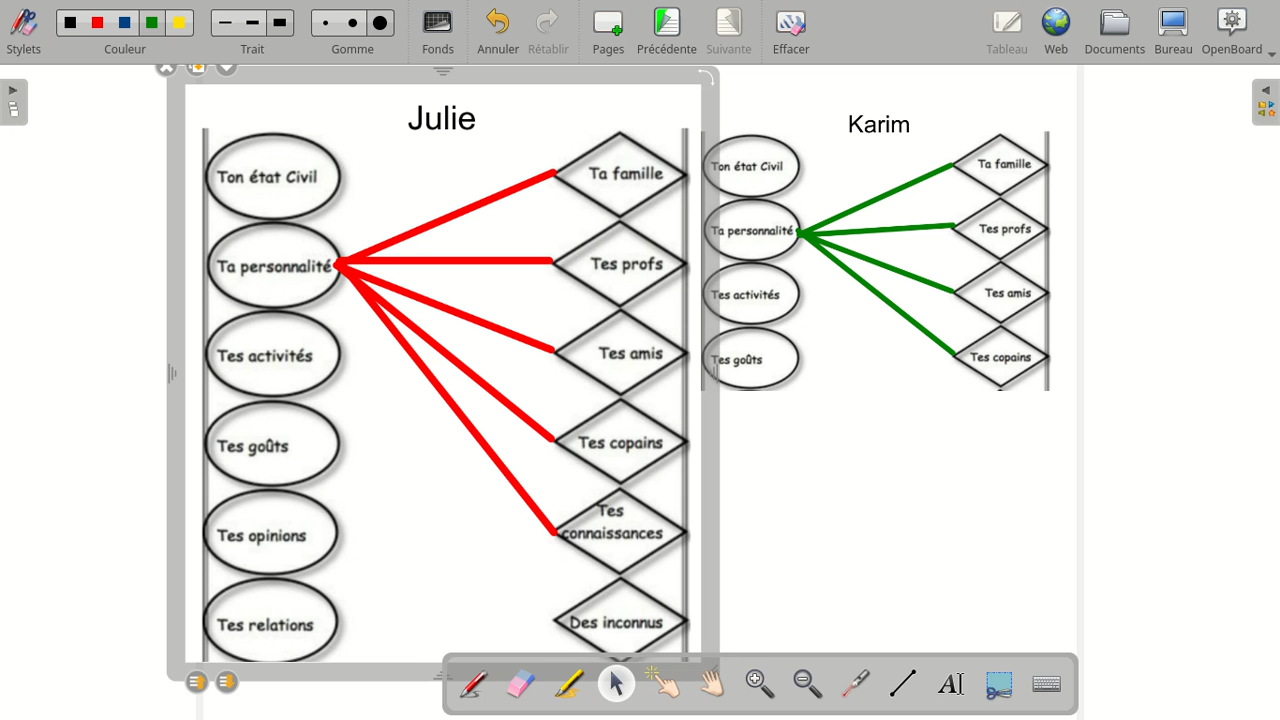 Stylets
Couleur
Trait
Gomme
Fonds
Annuler
Rétablir
Pages
Précédente
Suivante
Effacer
Tableau
Web
Documents
Bureau
OpenBoard
Julie
Ton état Civil
Ta personnalité
Tes activités
Tes goûts
Tes opinions
Tes relations
Ta famille
Tes profs
Tes amis
Tes copains
Tes
connaissances
Des inconnus
Karim
Ton état Civil
Ta personnalité
Tes activités
Tes goûts
Ta famille
Tes profs
Tes amis
Tes copains
AI